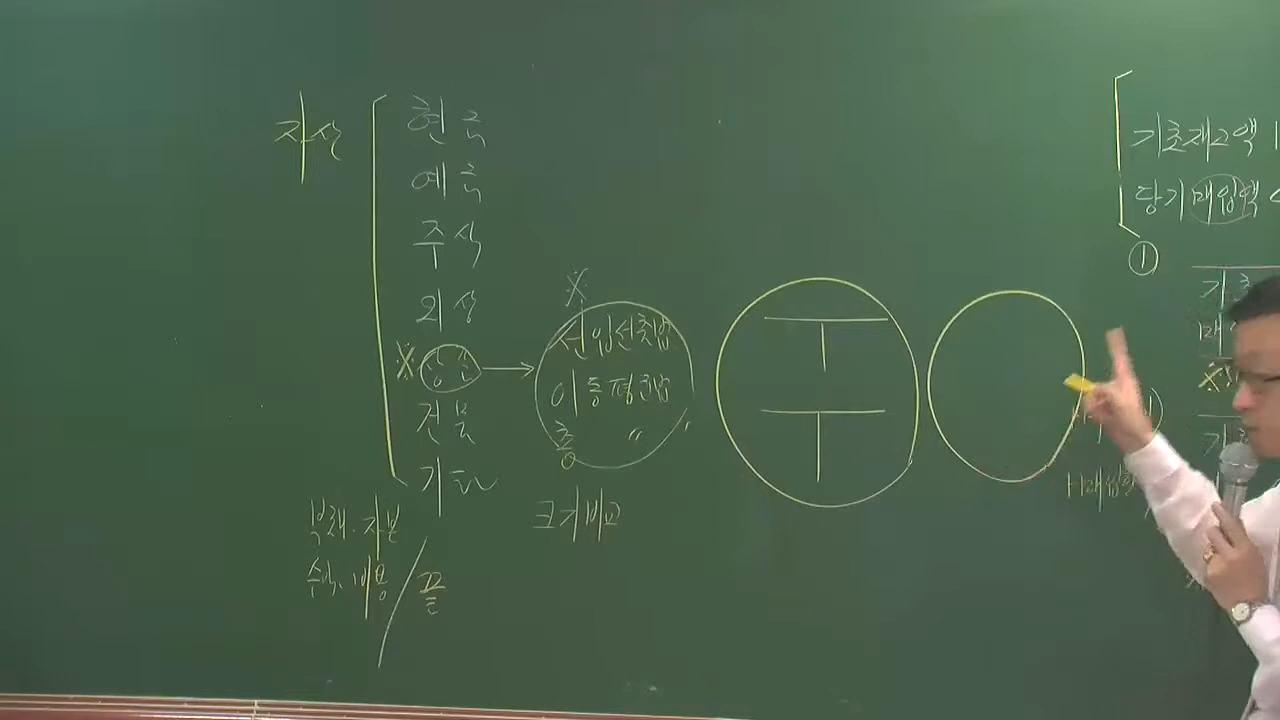 자산
현금
예금
주식
외상
※ 상품 →
건물
기타
부채. 자본
수익. 비용
끝
※
선입선출법
이동평균법
총 〃 〃
크기비교
기초재고액
당기매입액
①